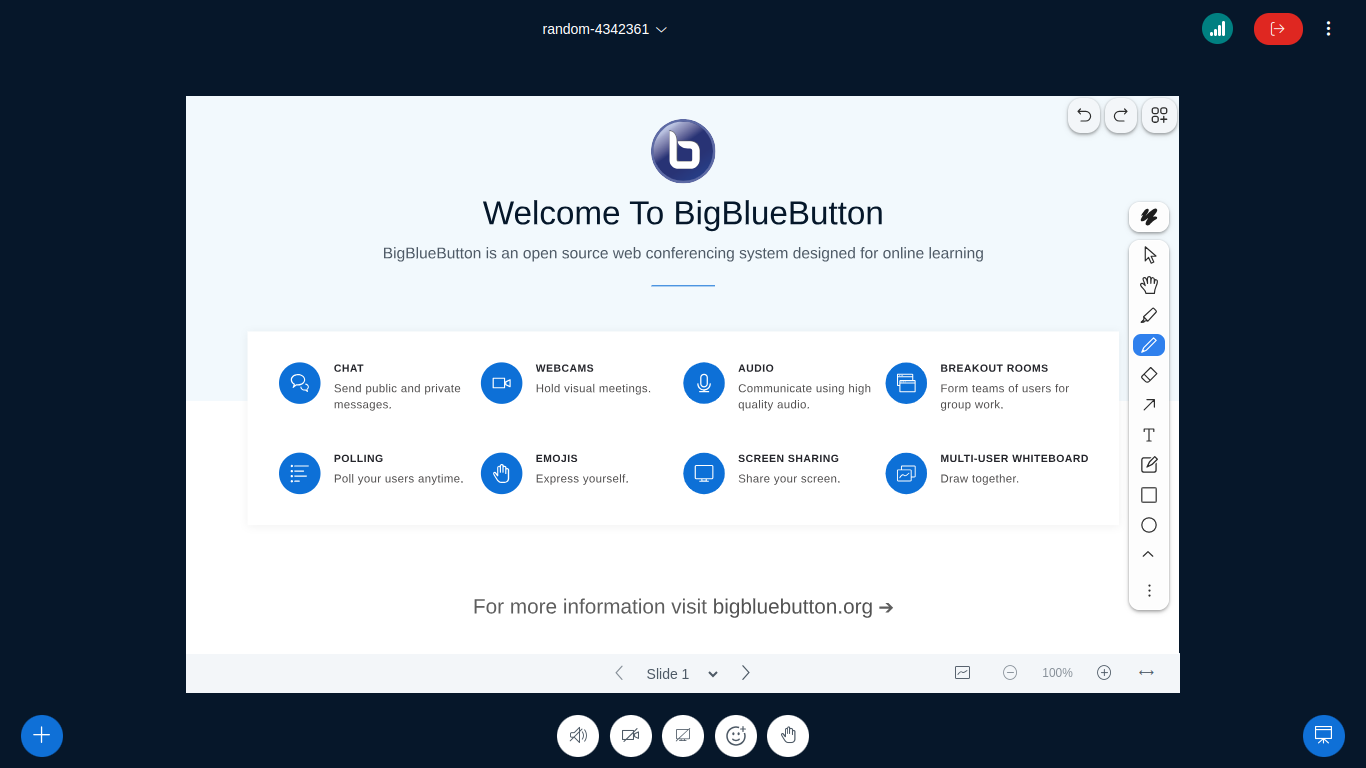 random-4342361
Welcome To BigBlueButton
BigBlueButton is an open source web conferencing system designed for online learning
CHAT
Send public and private
messages.
WEBCAMS
Hold visual meetings.
AUDIO
Communicate using high
quality audio.
BREAKOUT ROOMS
Form teams of users for
group work.
POLLING
Poll your users anytime.
EMOJIS
Express yourself.
SCREEN SHARING
Share your screen.
MULTI-USER WHITEBOARD
Draw together.
For more information visit bigbluebutton.org ➔
Slide 1
100%